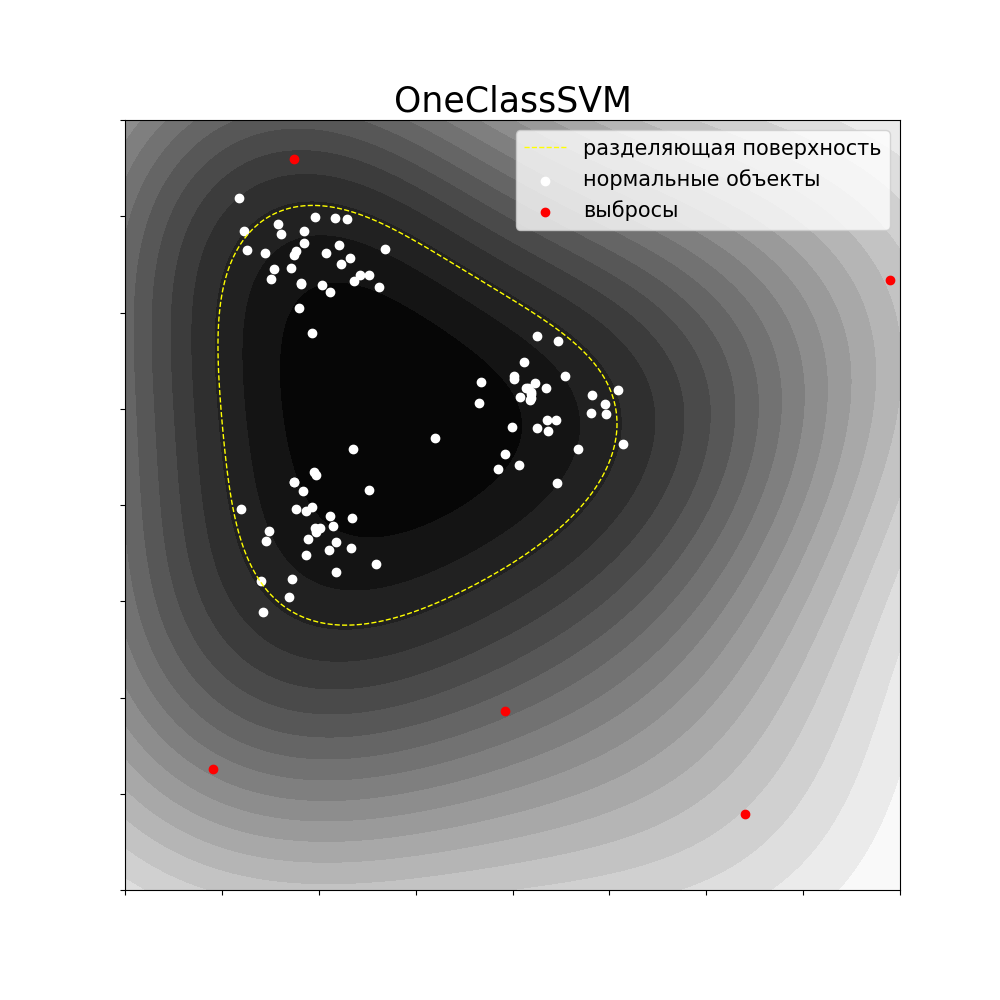 OneClassSVM
разделяющая поверхность
нормальные объекты
выбросы